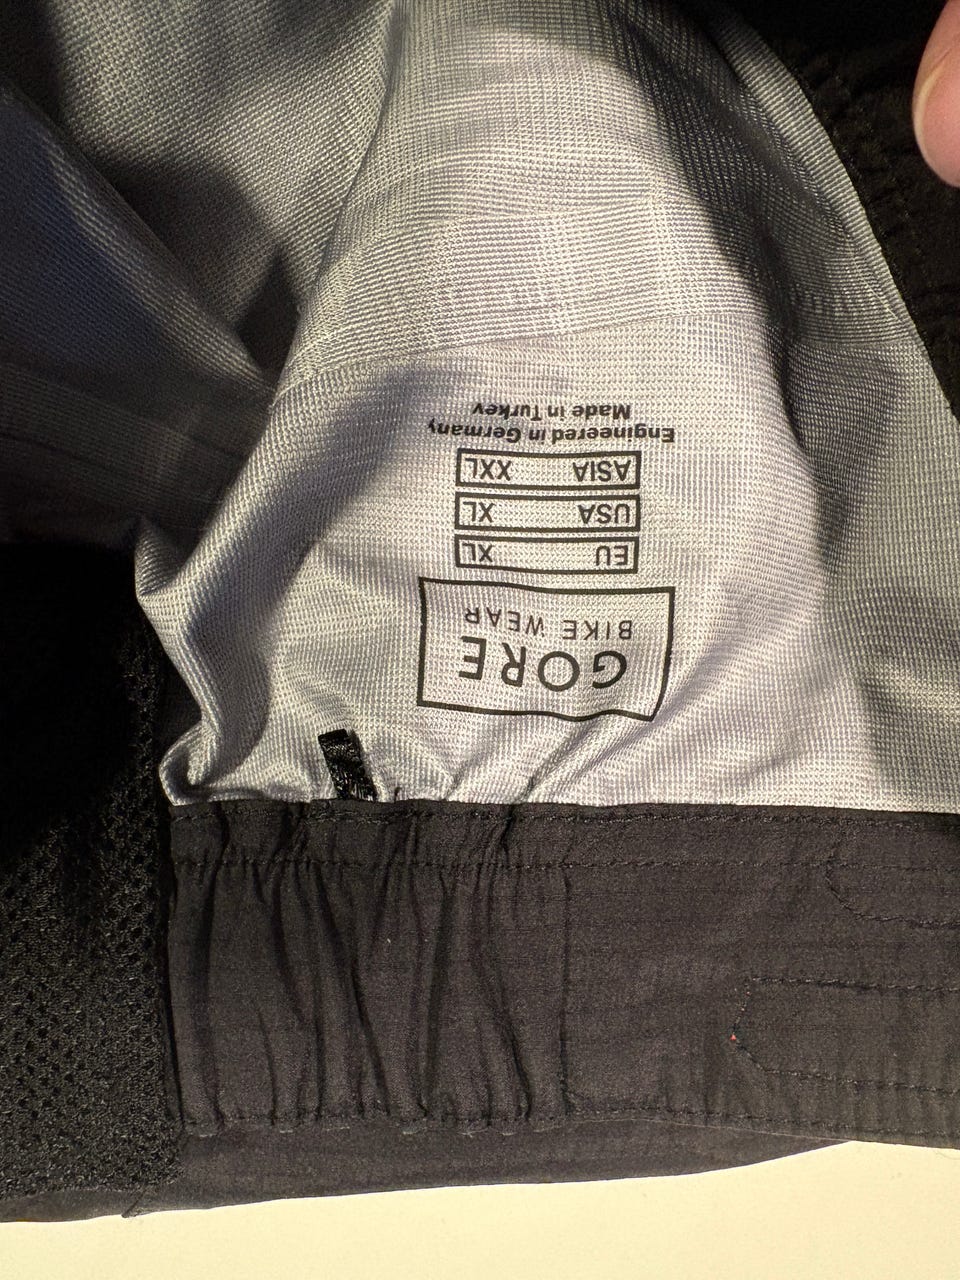 GORE
BIKE WEAR
EU XL
USA XL
ASIA XXL
Engineered in Germany
Made in Turkey